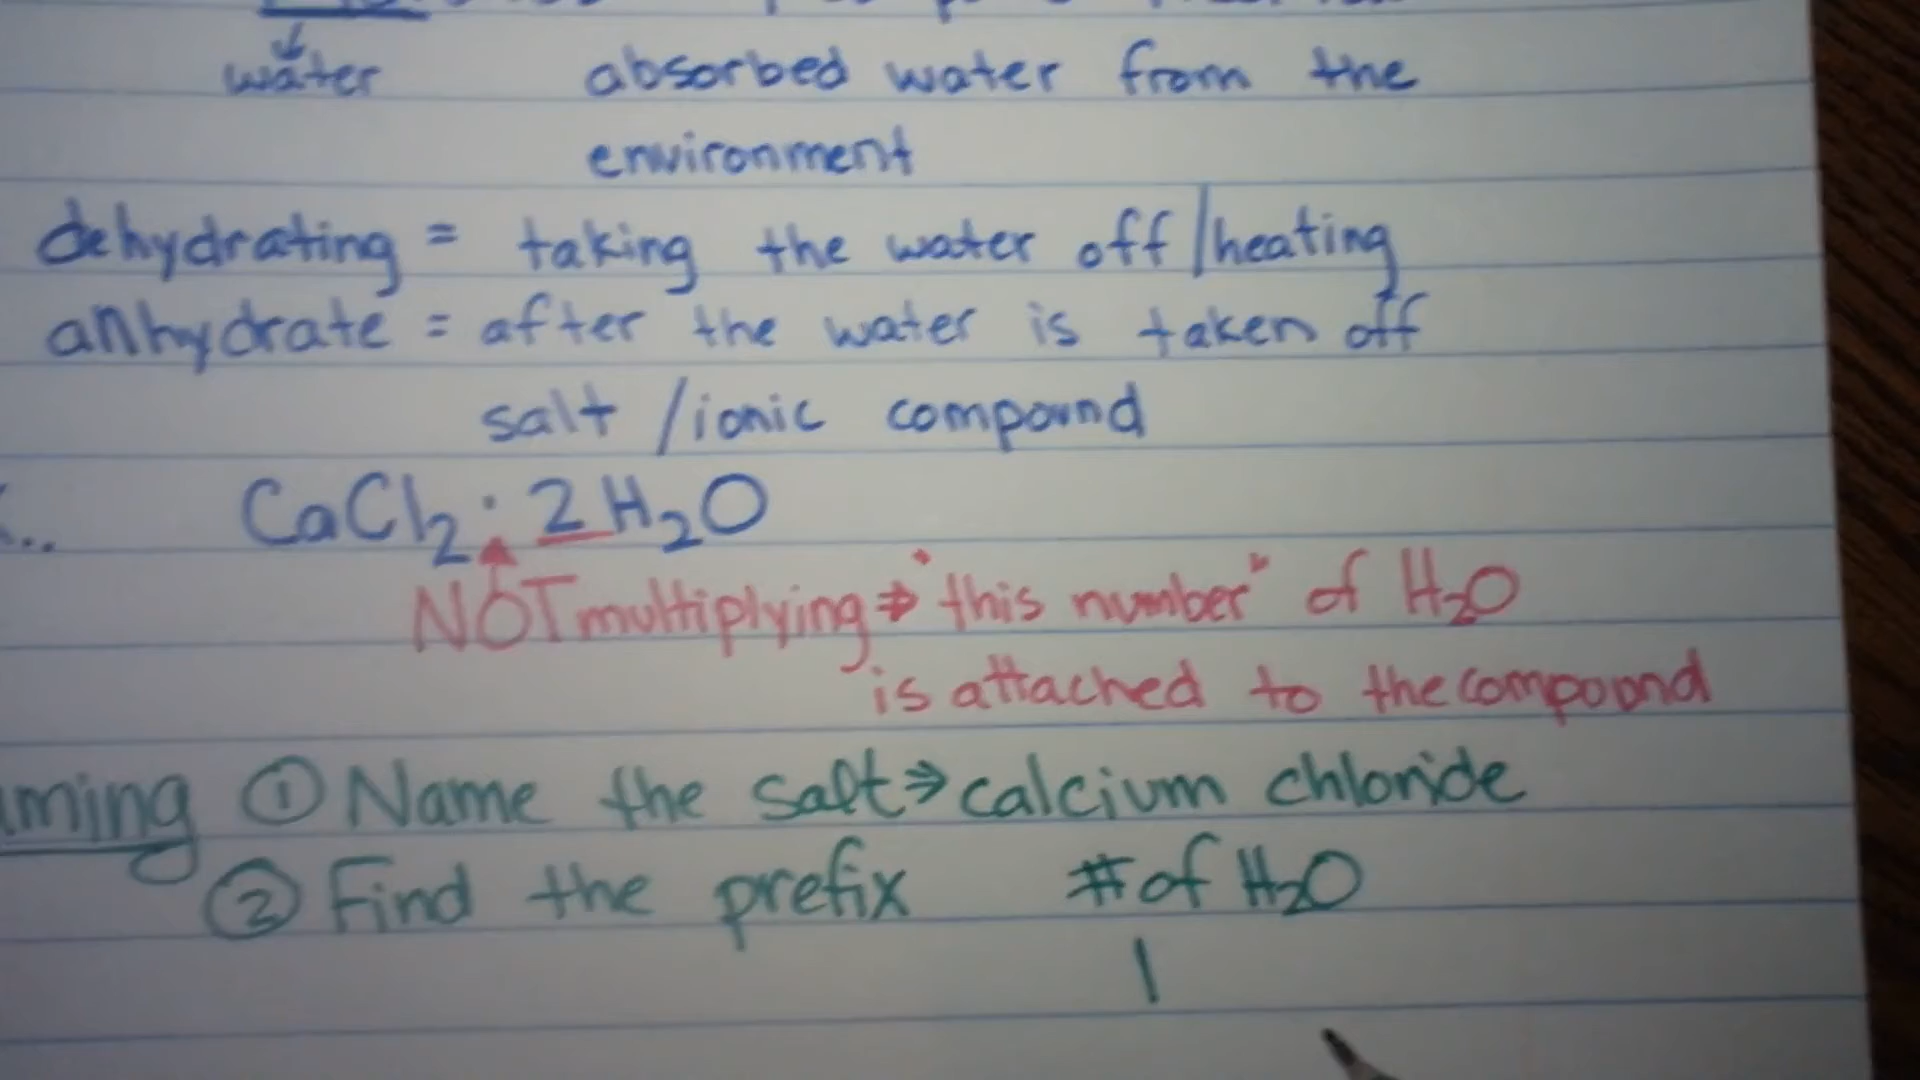 water absorbed water from the
environment
dehydrating = taking the water off / heating
anhydrate = after the water is taken off
salt / ionic compound
CaCl₂ · 2H₂O
NOT multiplying ⇒ "this number" of H₂O
is attached to the compound
ming ① Name the salt ⇒ calcium chloride
② Find the prefix # of H₂O
1